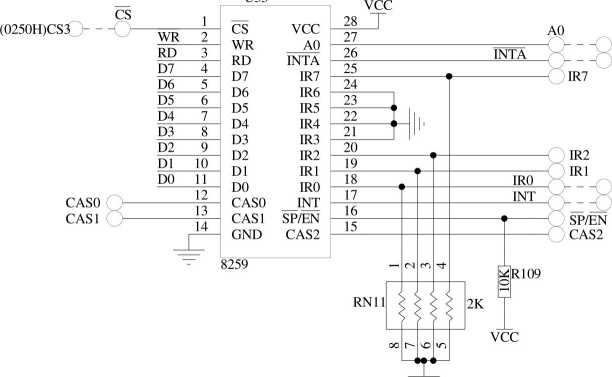 VCC
CS
(0250H)CS3
1 CS VCC 28
WR 2 WR A0 27 A0
RD 3 RD INTA 26 INTA
D7 4 D7 IR7 25 IR7
D6 5 D6 IR6 24
D5 6 D5 IR5 23
D4 7 D4 IR4 22
D3 8 D3 IR3 21
D2 9 D2 IR2 20 IR2
D1 10 D1 IR1 19 IR1
D0 11 D0 IR0 18 IR0
CAS0 12 CAS0 INT 17 INT
CAS1 13 CAS1 SP/EN 16 SP/EN
14 GND CAS2 15 CAS2
8259
1 2 3 4
10K R109
RN11 2K
VCC
8 7 6 5